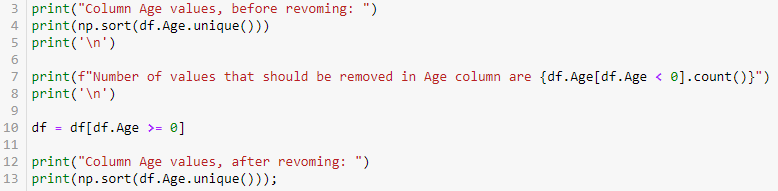 3 print("Column Age values, before revoming: ")
4 print(np.sort(df.Age.unique()))
5 print('\n')
6
7 print(f"Number of values that should be removed in Age column are {df.Age[df.Age < 0].count()}")
8 print('\n')
9
10 df = df[df.Age >= 0]
11
12 print("Column Age values, after revoming: ")
13 print(np.sort(df.Age.unique()));